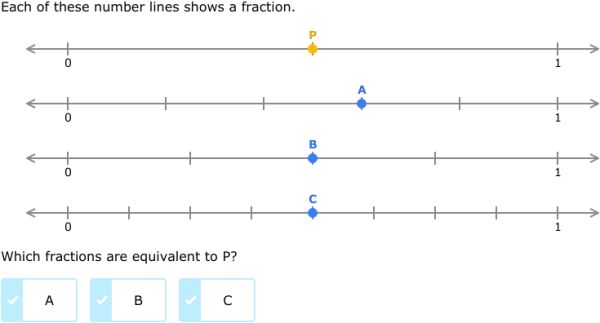 Each of these number lines shows a fraction.
P
0 1
A
0 1
B
0 1
C
0 1
Which fractions are equivalent to P?
A B C